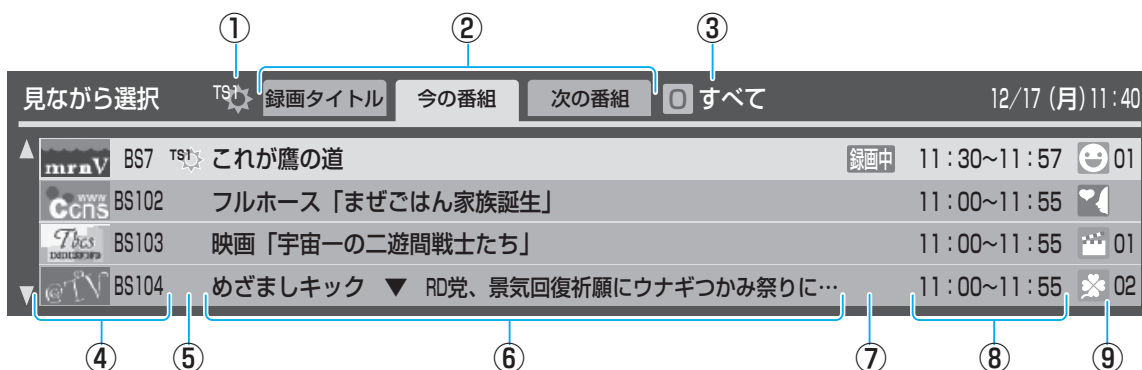 ① ② ③
見ながら選択 TS1 録画タイトル 今の番組 次の番組 0 すべて 12/17 (月) 11:40
mrnV BS7 TS1 これが鷹の道 録画中 11:30~11:57 01
www Ccns BS102 フルホース「まぜごはん家族誕生」 11:00~11:55
Tbcs BS103 映画「宇宙一の二遊間戦士たち」 11:00~11:55 01
@TV BS104 めざましキック ▼ RD党、景気回復祈願にウナギつかみ祭りに… 11:00~11:55 02
④ ⑤ ⑥ ⑦ ⑧ ⑨